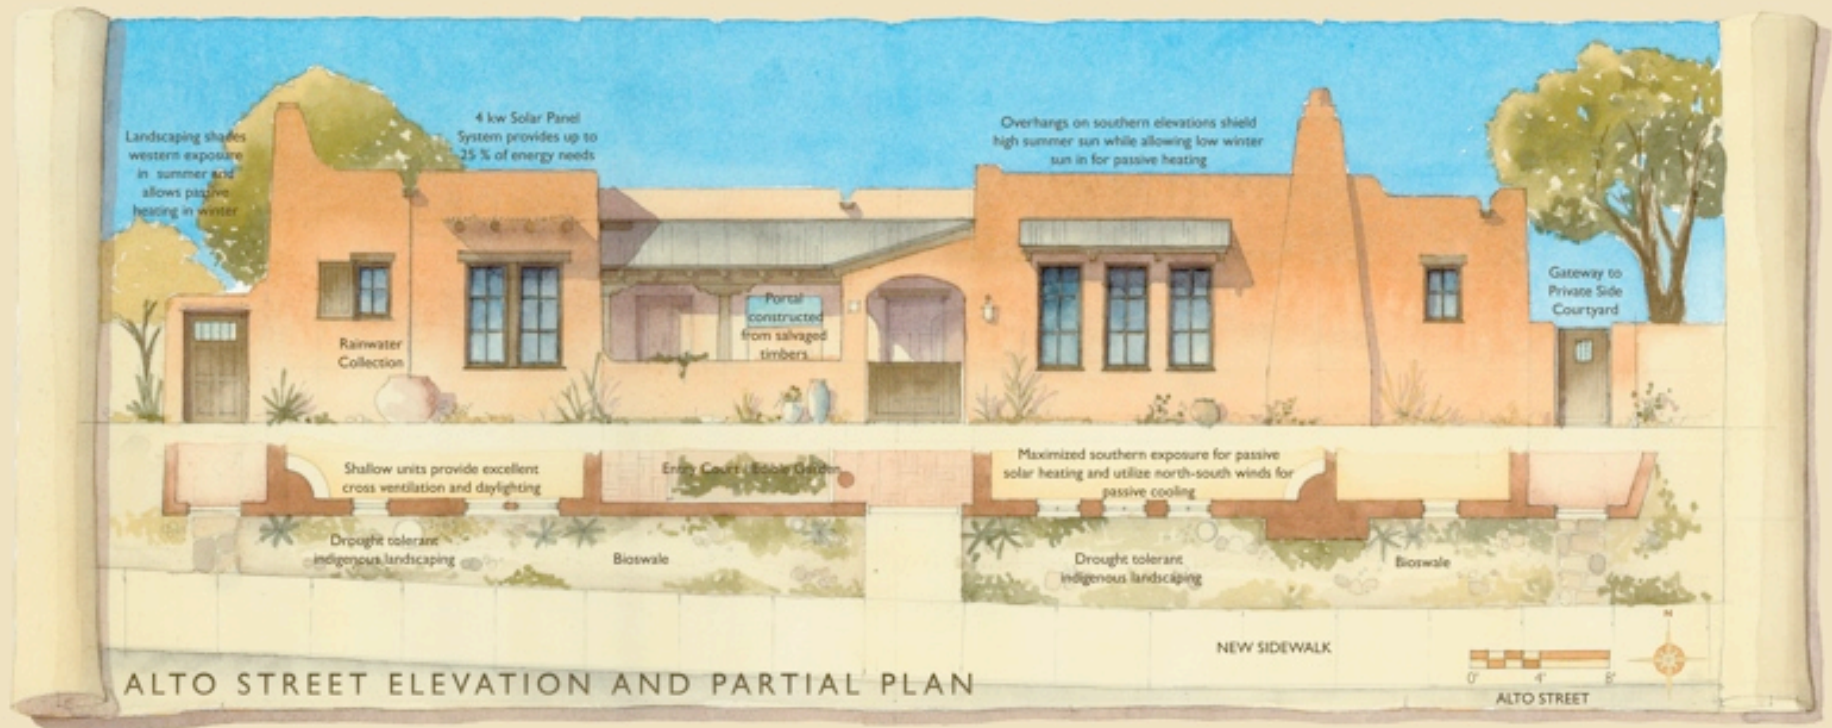 Landscaping shades
western exposure
in summer and
allows passive
heating in winter
4 kw Solar Panel
System provides up to
25 % of energy needs
Overhangs on southern elevations shield
high summer sun while allowing low winter
sun in for passive heating
Gateway to
Private Side
Courtyard
Portal
constructed
from salvaged
timbers
Rainwater
Collection
Shallow units provide excellent
cross ventilation and daylighting
Entry Court / Edible Garden
Maximized southern exposure for passive
solar heating and utilize north-south winds for
passive cooling
Drought tolerant
indigenous landscaping
Bioswale
Drought tolerant
indigenous landscaping
Bioswale
NEW SIDEWALK
N
0' 4' 8'
ALTO STREET
ALTO STREET ELEVATION AND PARTIAL PLAN